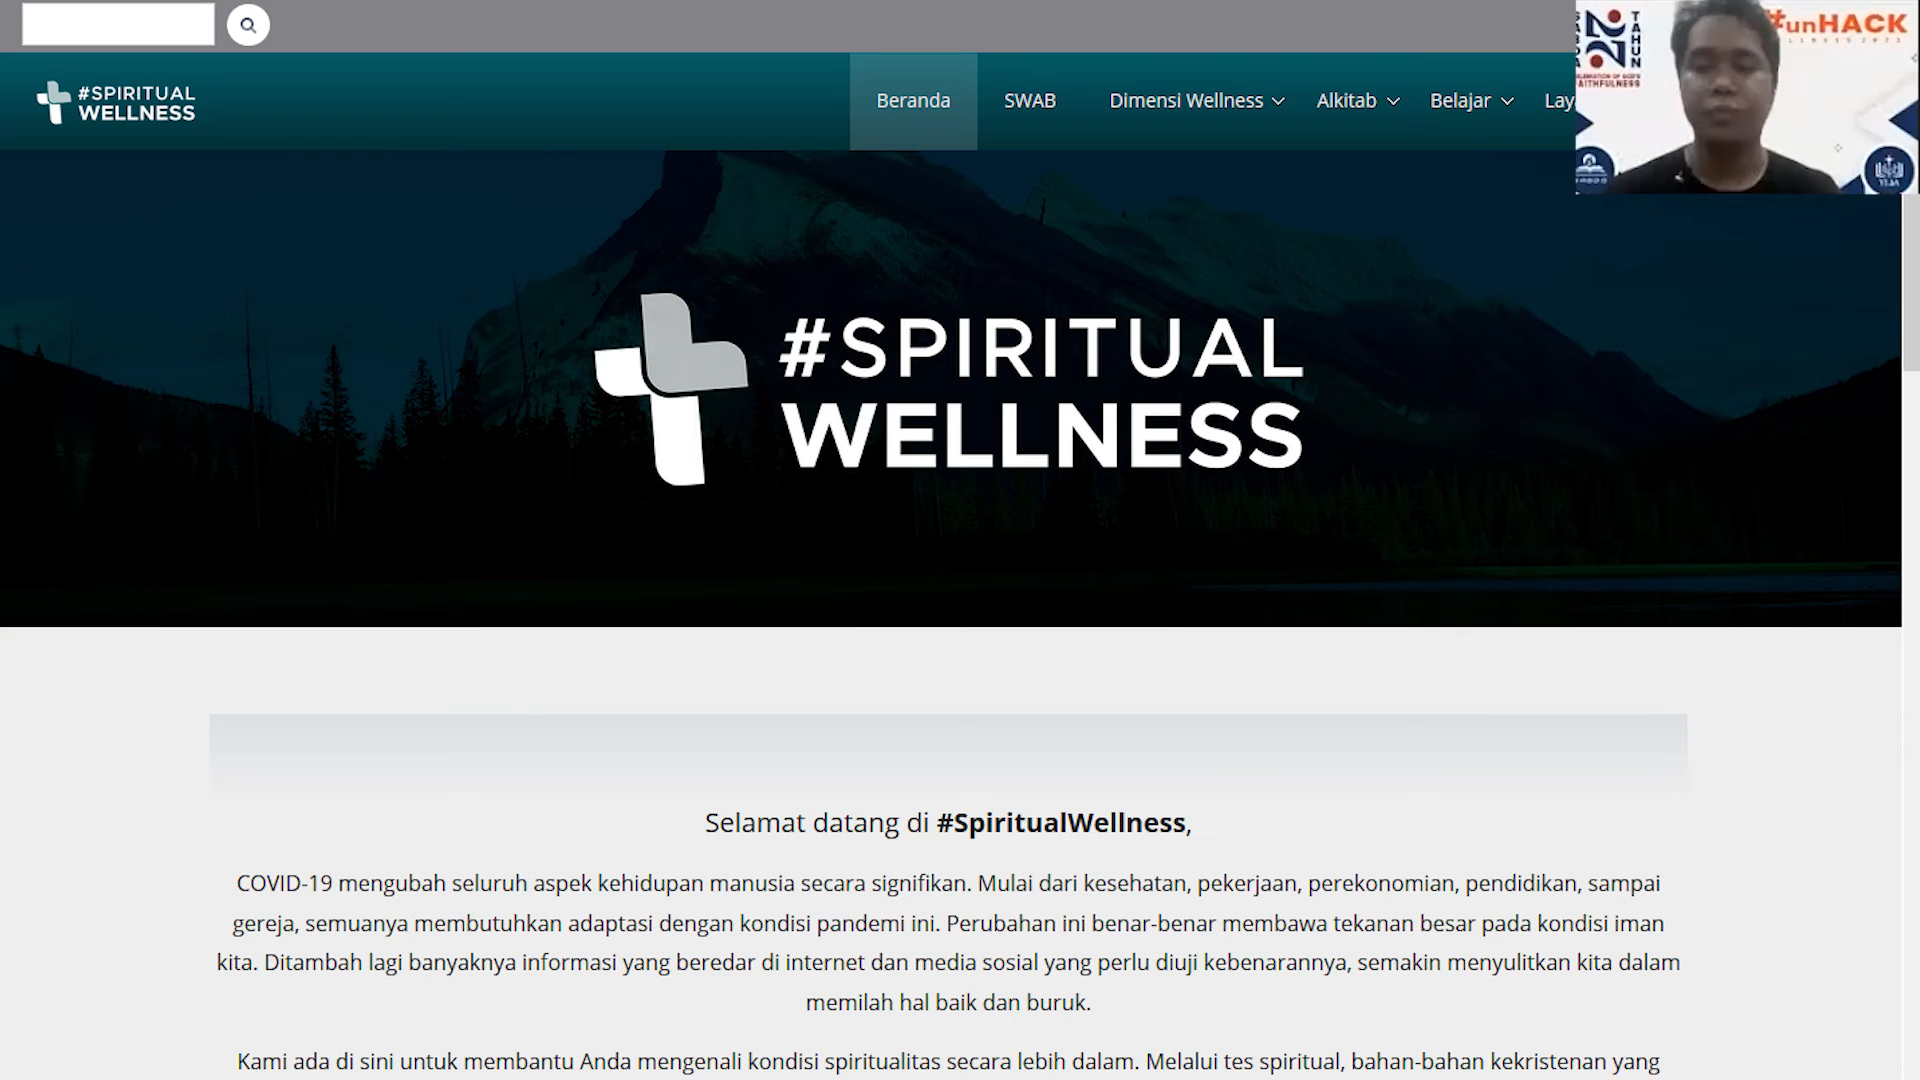 #SPIRITUAL
WELLNESS
Beranda
SWAB
Dimensi Wellness
Alkitab
Belajar
TAHUN
#unHACK
#SPIRITUAL
WELLNESS
Selamat datang di #SpiritualWellness,
COVID-19 mengubah seluruh aspek kehidupan manusia secara signifikan. Mulai dari kesehatan, pekerjaan, perekonomian, pendidikan, sampai
gereja, semuanya membutuhkan adaptasi dengan kondisi pandemi ini. Perubahan ini benar-benar membawa tekanan besar pada kondisi iman
kita. Ditambah lagi banyaknya informasi yang beredar di internet dan media sosial yang perlu diuji kebenarannya, semakin menyulitkan kita dalam
memilah hal baik dan buruk.
Kami ada di sini untuk membantu Anda mengenali kondisi spiritualitas secara lebih dalam. Melalui tes spiritual, bahan-bahan kekristenan yang